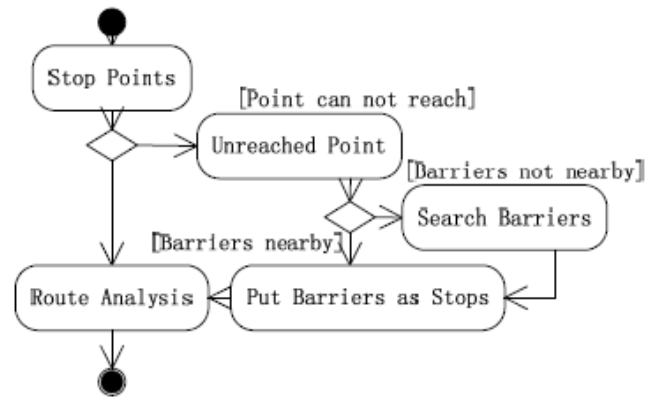 Stop Points
[Point can not reach]
Unreached Point
[Barriers not nearby]
Search Barriers
[Barriers nearby]
Route Analysis
Put Barriers as Stops